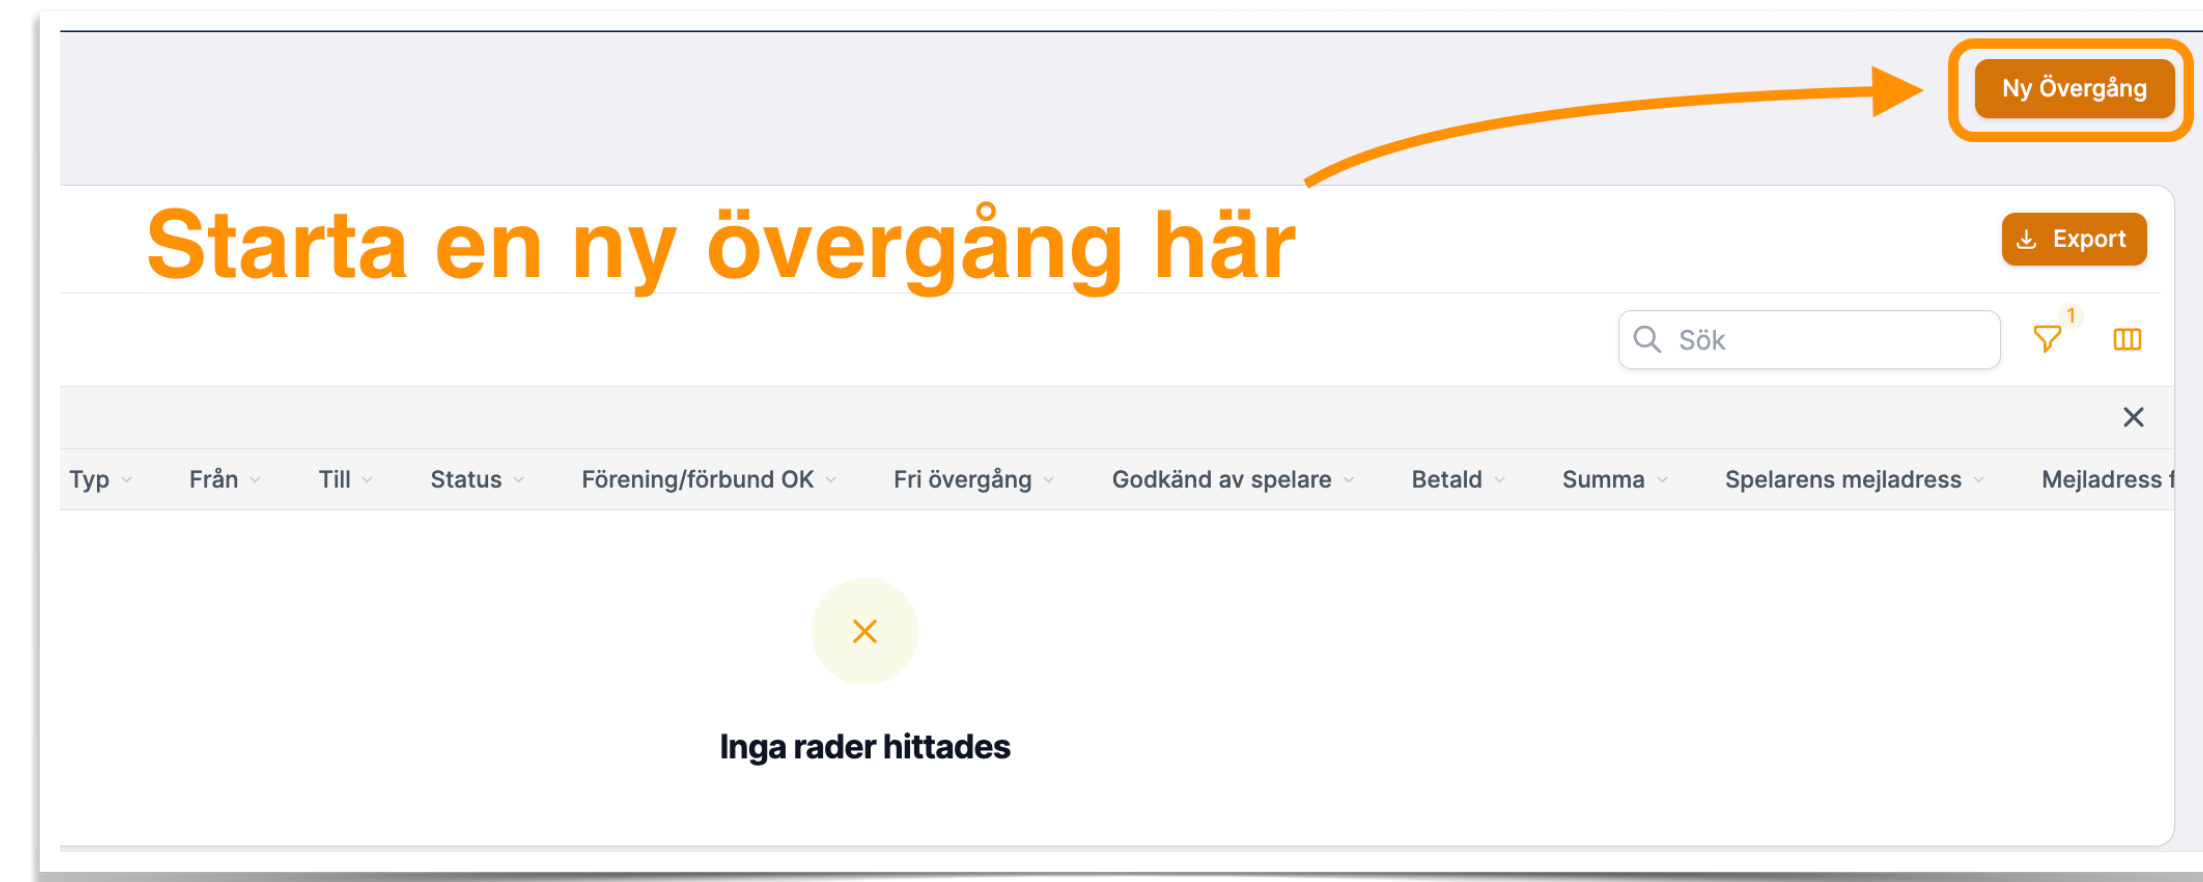 Ny Övergång
Starta en ny övergång här
Export
Sök
1
Typ Från Till Status Förening/förbund OK Fri övergång Godkänd av spelare Betald Summa Spelarens mejladress Mejladress f
Inga rader hittades